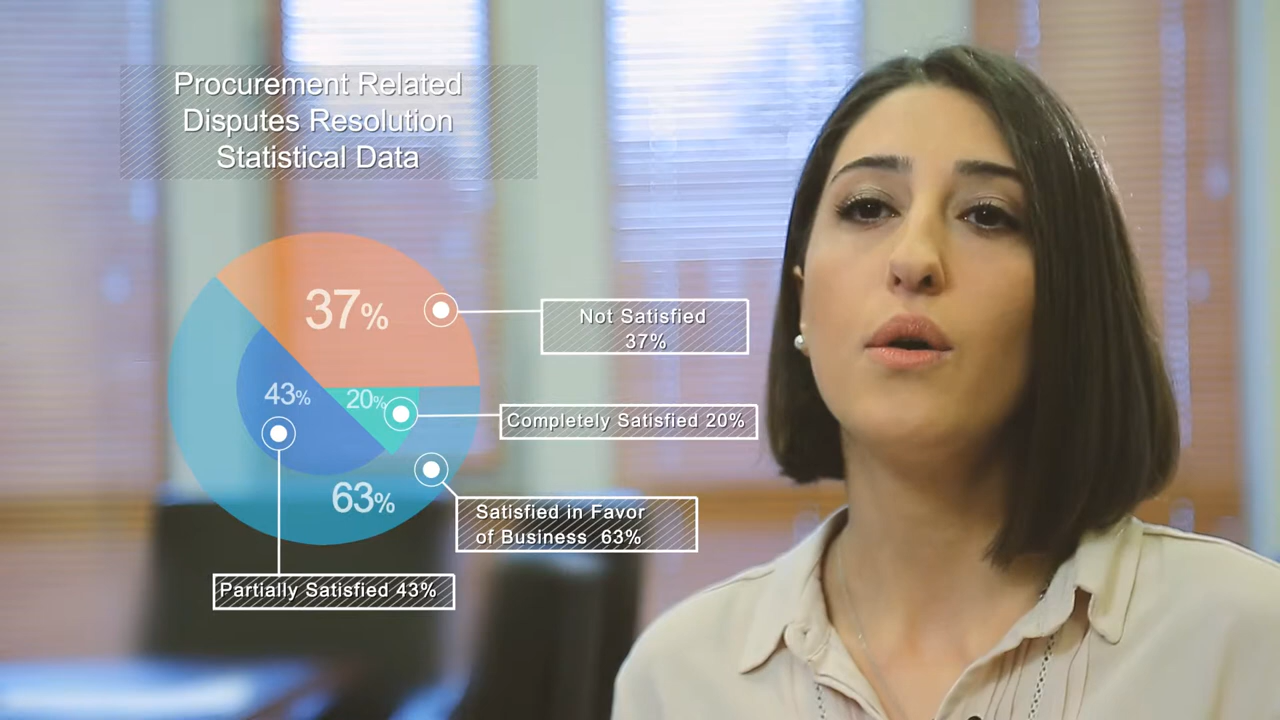 Procurement Related
Disputes Resolution
Statistical Data
37%
Not Satisfied
37%
43%
20%
Completely Satisfied 20%
63%
Satisfied in Favor
of Business 63%
Partially Satisfied 43%